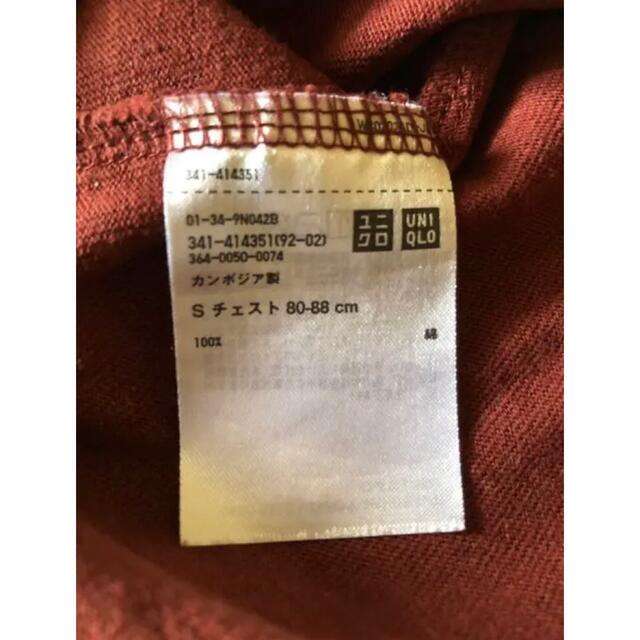 341-414351
01-34-9N042B
341-414351(92-02)
364-0050-0074
カンボジア製
S チェスト 80-88 cm
100% 綿
ユニ
クロ
UNI
QLO